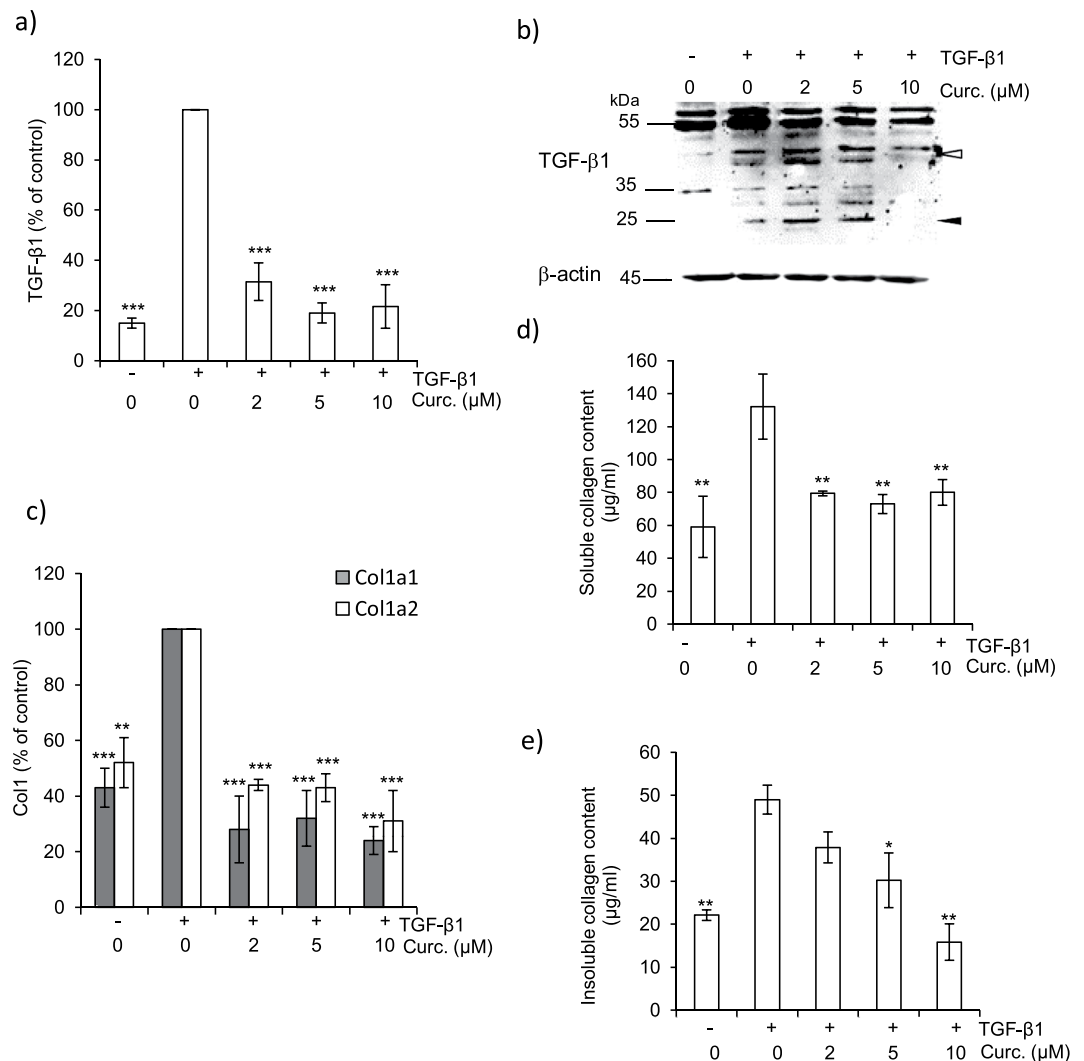 a)
120
100
80
60
40
20
0
TGF-β1 (% of control)
***
***
***
***
- + + + + TGF-β1
0 0 2 5 10 Curc. (µM)
b)
- + + + + TGF-β1
0 0 2 5 10 Curc. (µM)
kDa
55
TGF-β1
35
25
β-actin 45
c)
120
100
80
60
40
20
0
Col1 (% of control)
Col1a1
Col1a2
*** **
*** ***
*** ***
*** ***
- + + + + TGF-β1
0 0 2 5 10 Curc. (µM)
d)
160
140
120
100
80
60
40
20
0
Soluble collagen content
(µg/ml)
** ** ** **
- + + + + TGF-β1
0 0 2 5 10 Curc. (µM)
e)
60
50
40
30
20
10
0
Insoluble collagen content
(µg/ml)
** * **
- + + + + TGF-β1
0 0 2 5 10 Curc. (µM)